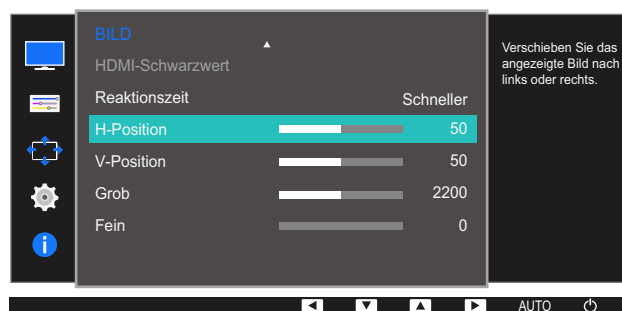 BILD
HDMI-Schwarzwert
Reaktionszeit Schneller
H-Position 50
V-Position 50
Grob 2200
Fein 0
Verschieben Sie das
angezeigte Bild nach
links oder rechts.
AUTO